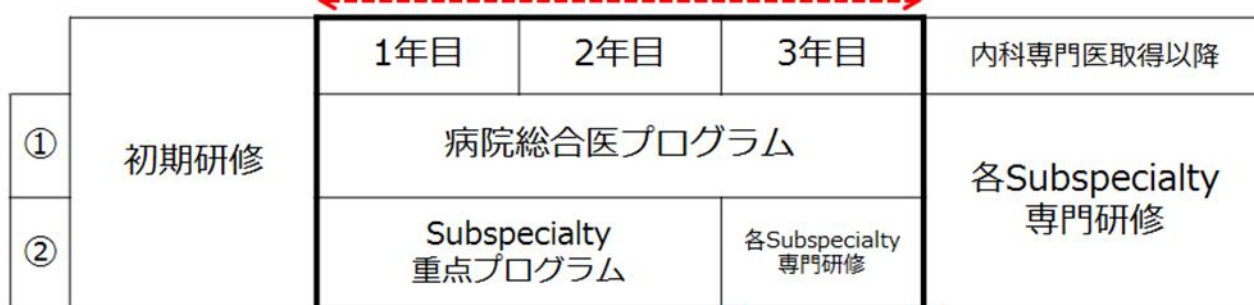 1年目 2年目 3年目 内科専門医取得以降
① 初期研修 病院総合医プログラム 各Subspecialty
専門研修
② Subspecialty
重点プログラム
各Subspecialty
専門研修